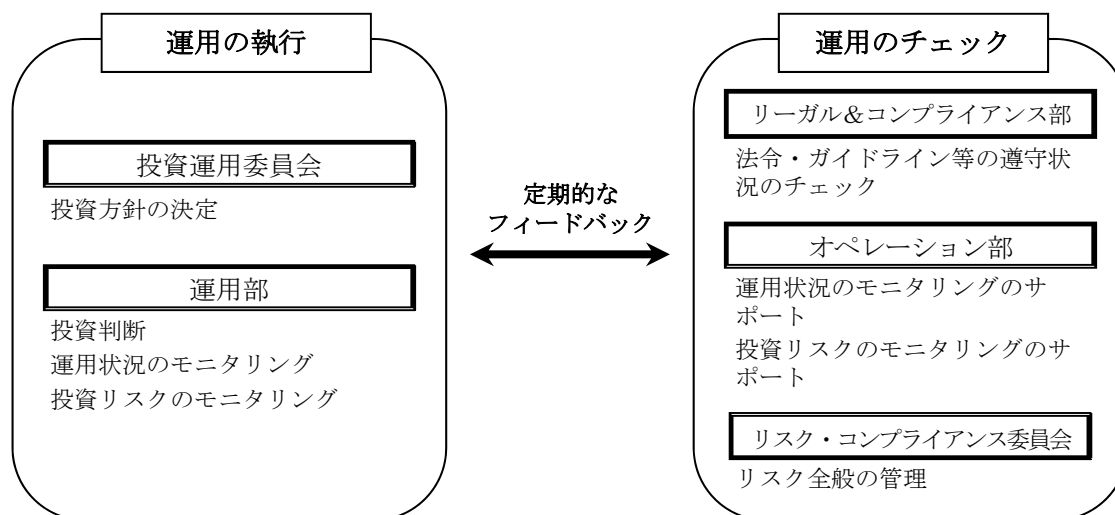 運用の執行
投資運用委員会
投資方針の決定
運用部
投資判断
運用状況のモニタリング
投資リスクのモニタリング
定期的な
フィードバック
運用のチェック
リーガル＆コンプライアンス部
法令・ガイドライン等の遵守状
況のチェック
オペレーション部
運用状況のモニタリングのサ
ポート
投資リスクのモニタリングのサ
ポート
リスク・コンプライアンス委員会
リスク全般の管理